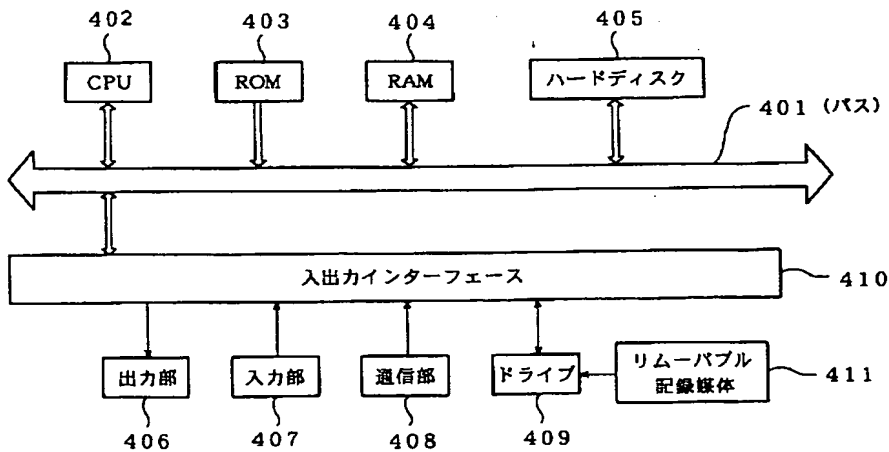 402
403
404
405
CPU
ROM
RAM
ハードディスク
401 (バス)
入出力インターフェース
410
出力部
入力部
通信部
ドライブ
リムーバブル
記録媒体
411
406
407
408
409